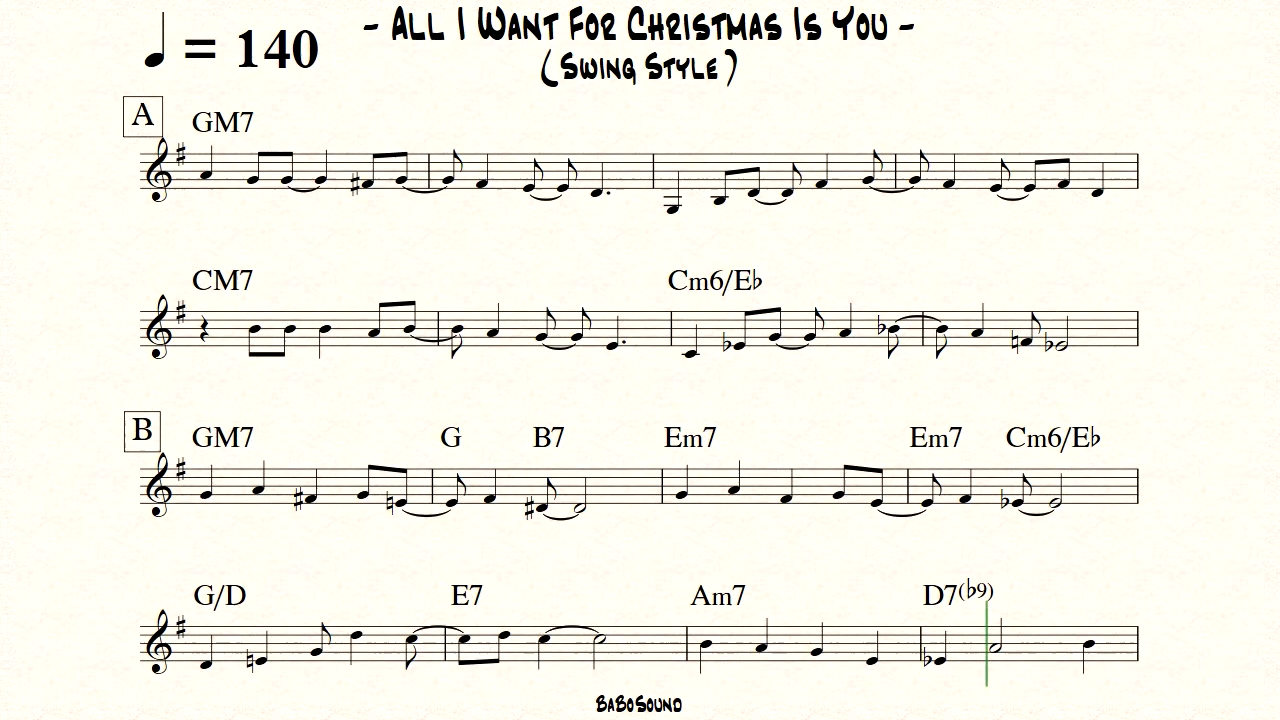 ♩ = 140
- All I Want For Christmas Is You -
(Swing Style)
A
GM7
CM7 Cm6/E♭
B
GM7 G B7 Em7 Em7 Cm6/E♭
G/D E7 Am7 D7(♭9)
BaBoSound